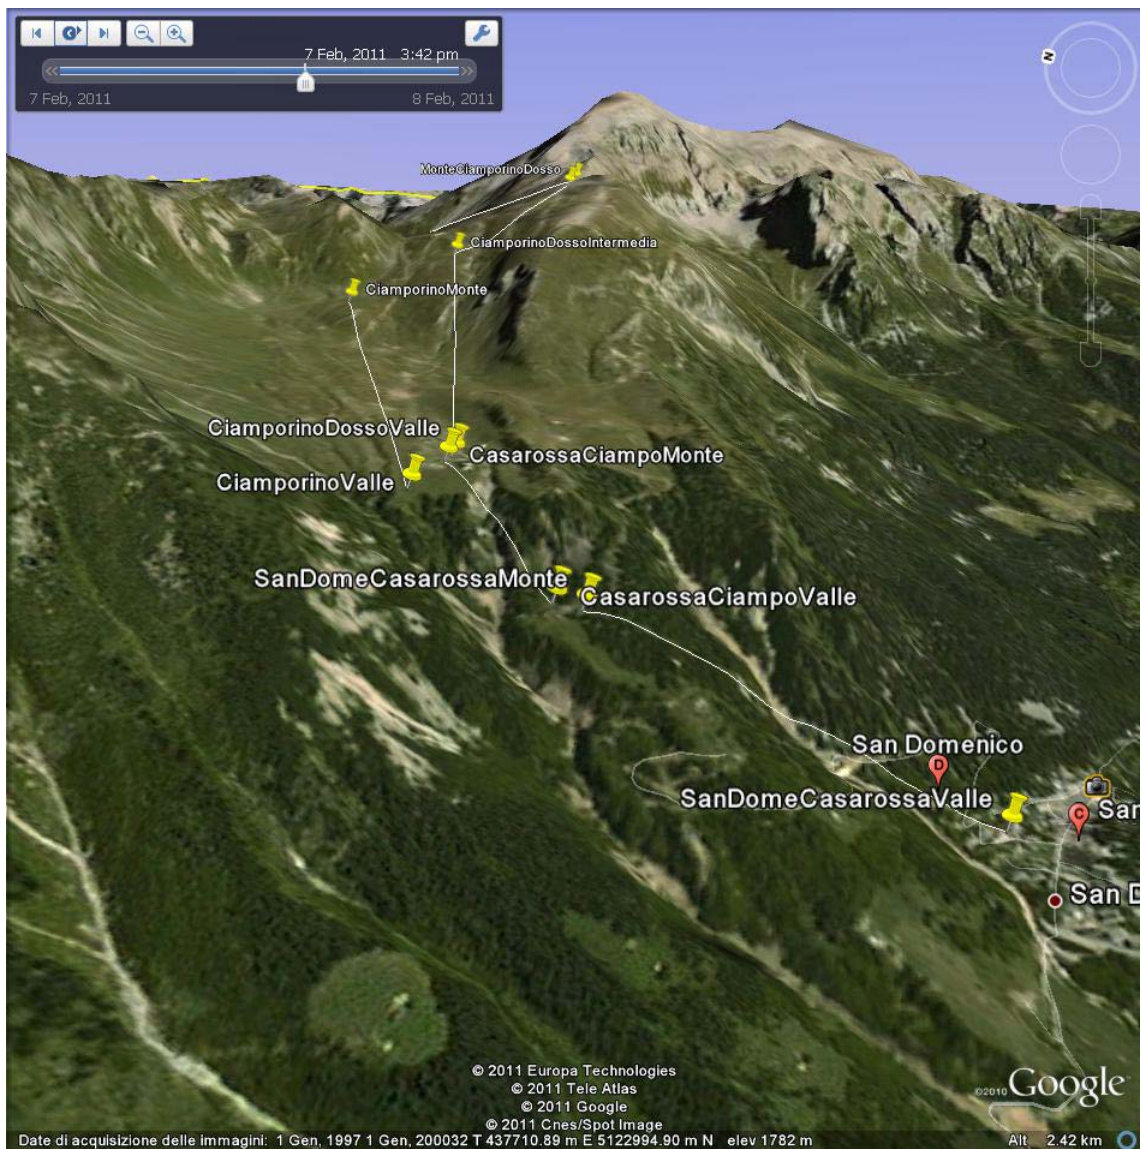 7 Feb, 2011 3:42 pm
7 Feb, 2011
8 Feb, 2011
N
MonteCiamporinoDosso
CiamporinoDossoIntermedia
CiamporinoMonte
CiamporinoDossoValle
CasarossaCiampoMonte
CiamporinoValle
SanDomeCasarossaMonte
CasarossaCiampoValle
San Domenico
D
SanDomeCasarossaValle
C
San
San D
© 2011 Europa Technologies
© 2011 Tele Atlas
© 2011 Google
© 2011 Cnes/Spot Image
©2010 Google
Date di acquisizione delle immagini: 1 Gen, 1997 1 Gen, 200032 T 437710.89 m E 5122994.90 m N elev 1782 m
Alt 2.42 km